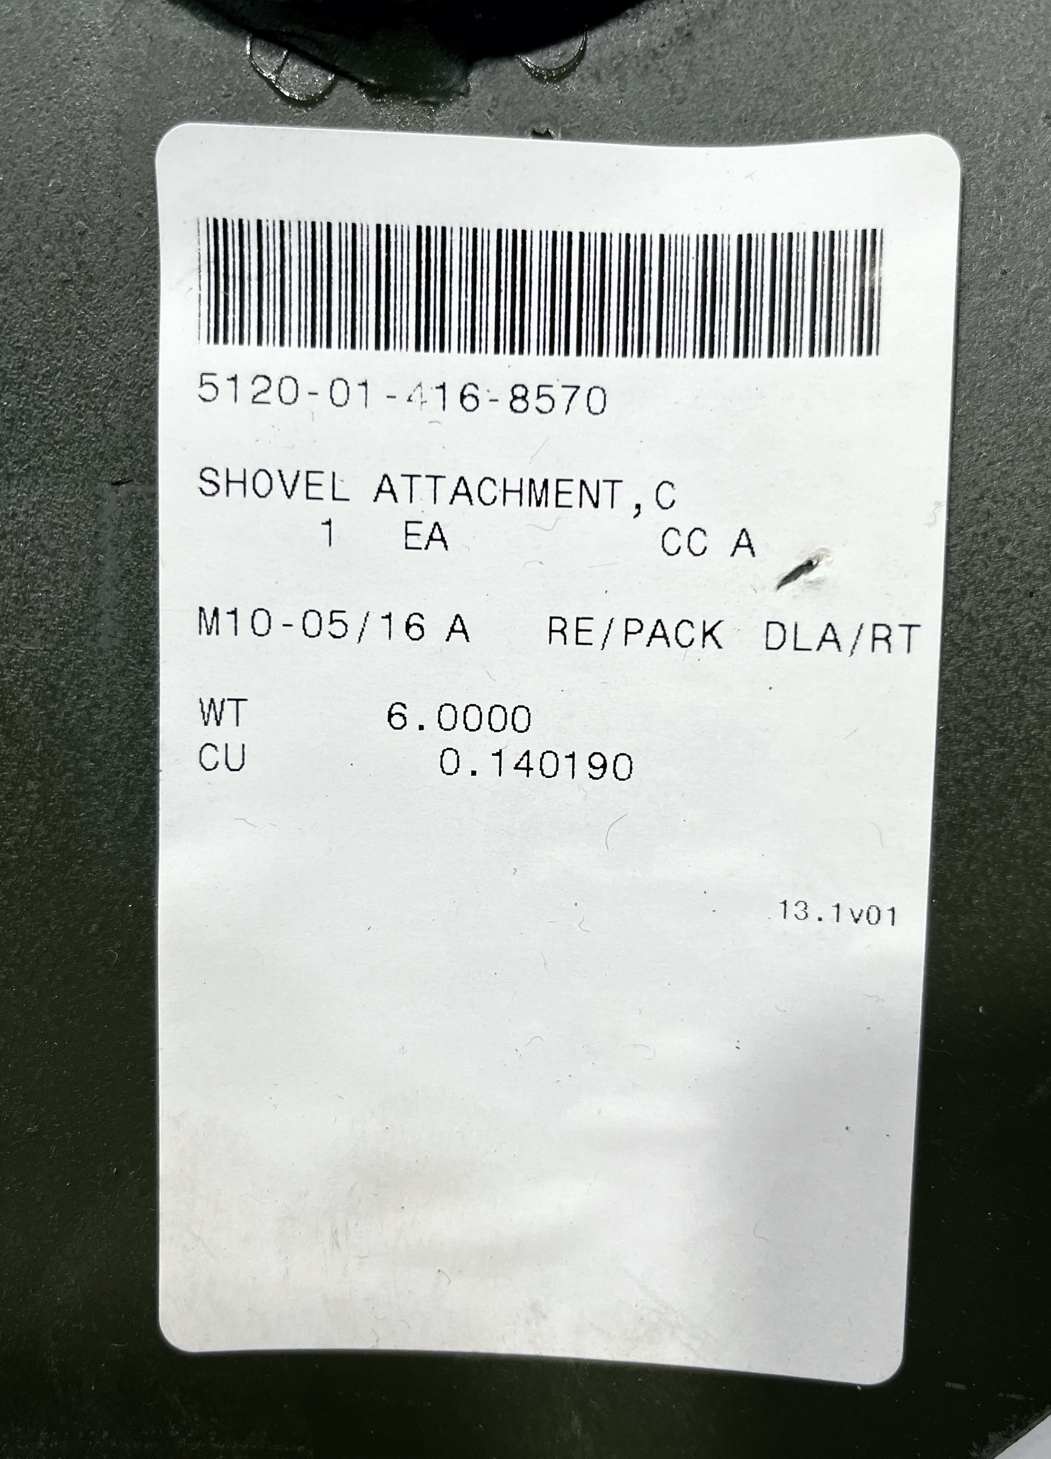 5120-01-416-8570
SHOVEL ATTACHMENT,C
1 EA CC A
M10-05/16 A RE/PACK DLA/RT
WT 6.0000
CU 0.140190
13.1v01